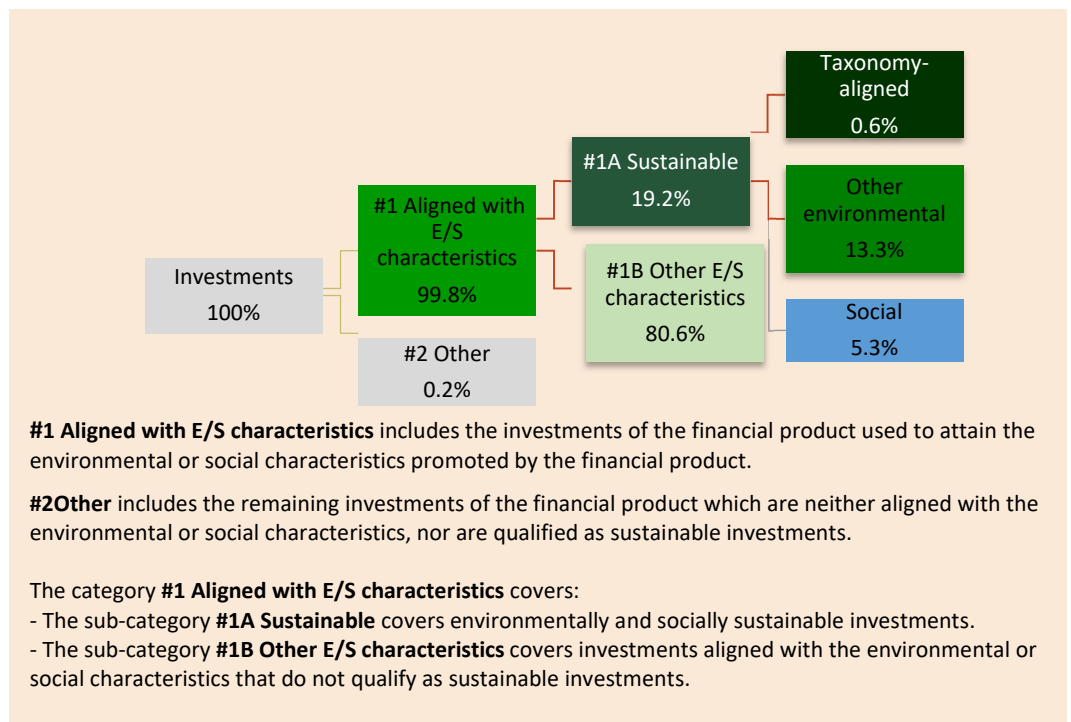 Taxonomy-
aligned
0.6%
#1A Sustainable
19.2%
Other
environmental
13.3%
#1 Aligned with
E/S
characteristics
99.8%
Investments
100%
#1B Other E/S
characteristics
80.6%
Social
5.3%
#2 Other
0.2%
#1 Aligned with E/S characteristics includes the investments of the financial product used to attain the
environmental or social characteristics promoted by the financial product.
#2Other includes the remaining investments of the financial product which are neither aligned with the
environmental or social characteristics, nor are qualified as sustainable investments.
The category #1 Aligned with E/S characteristics covers:
- The sub-category #1A Sustainable covers environmentally and socially sustainable investments.
- The sub-category #1B Other E/S characteristics covers investments aligned with the environmental or
social characteristics that do not qualify as sustainable investments.